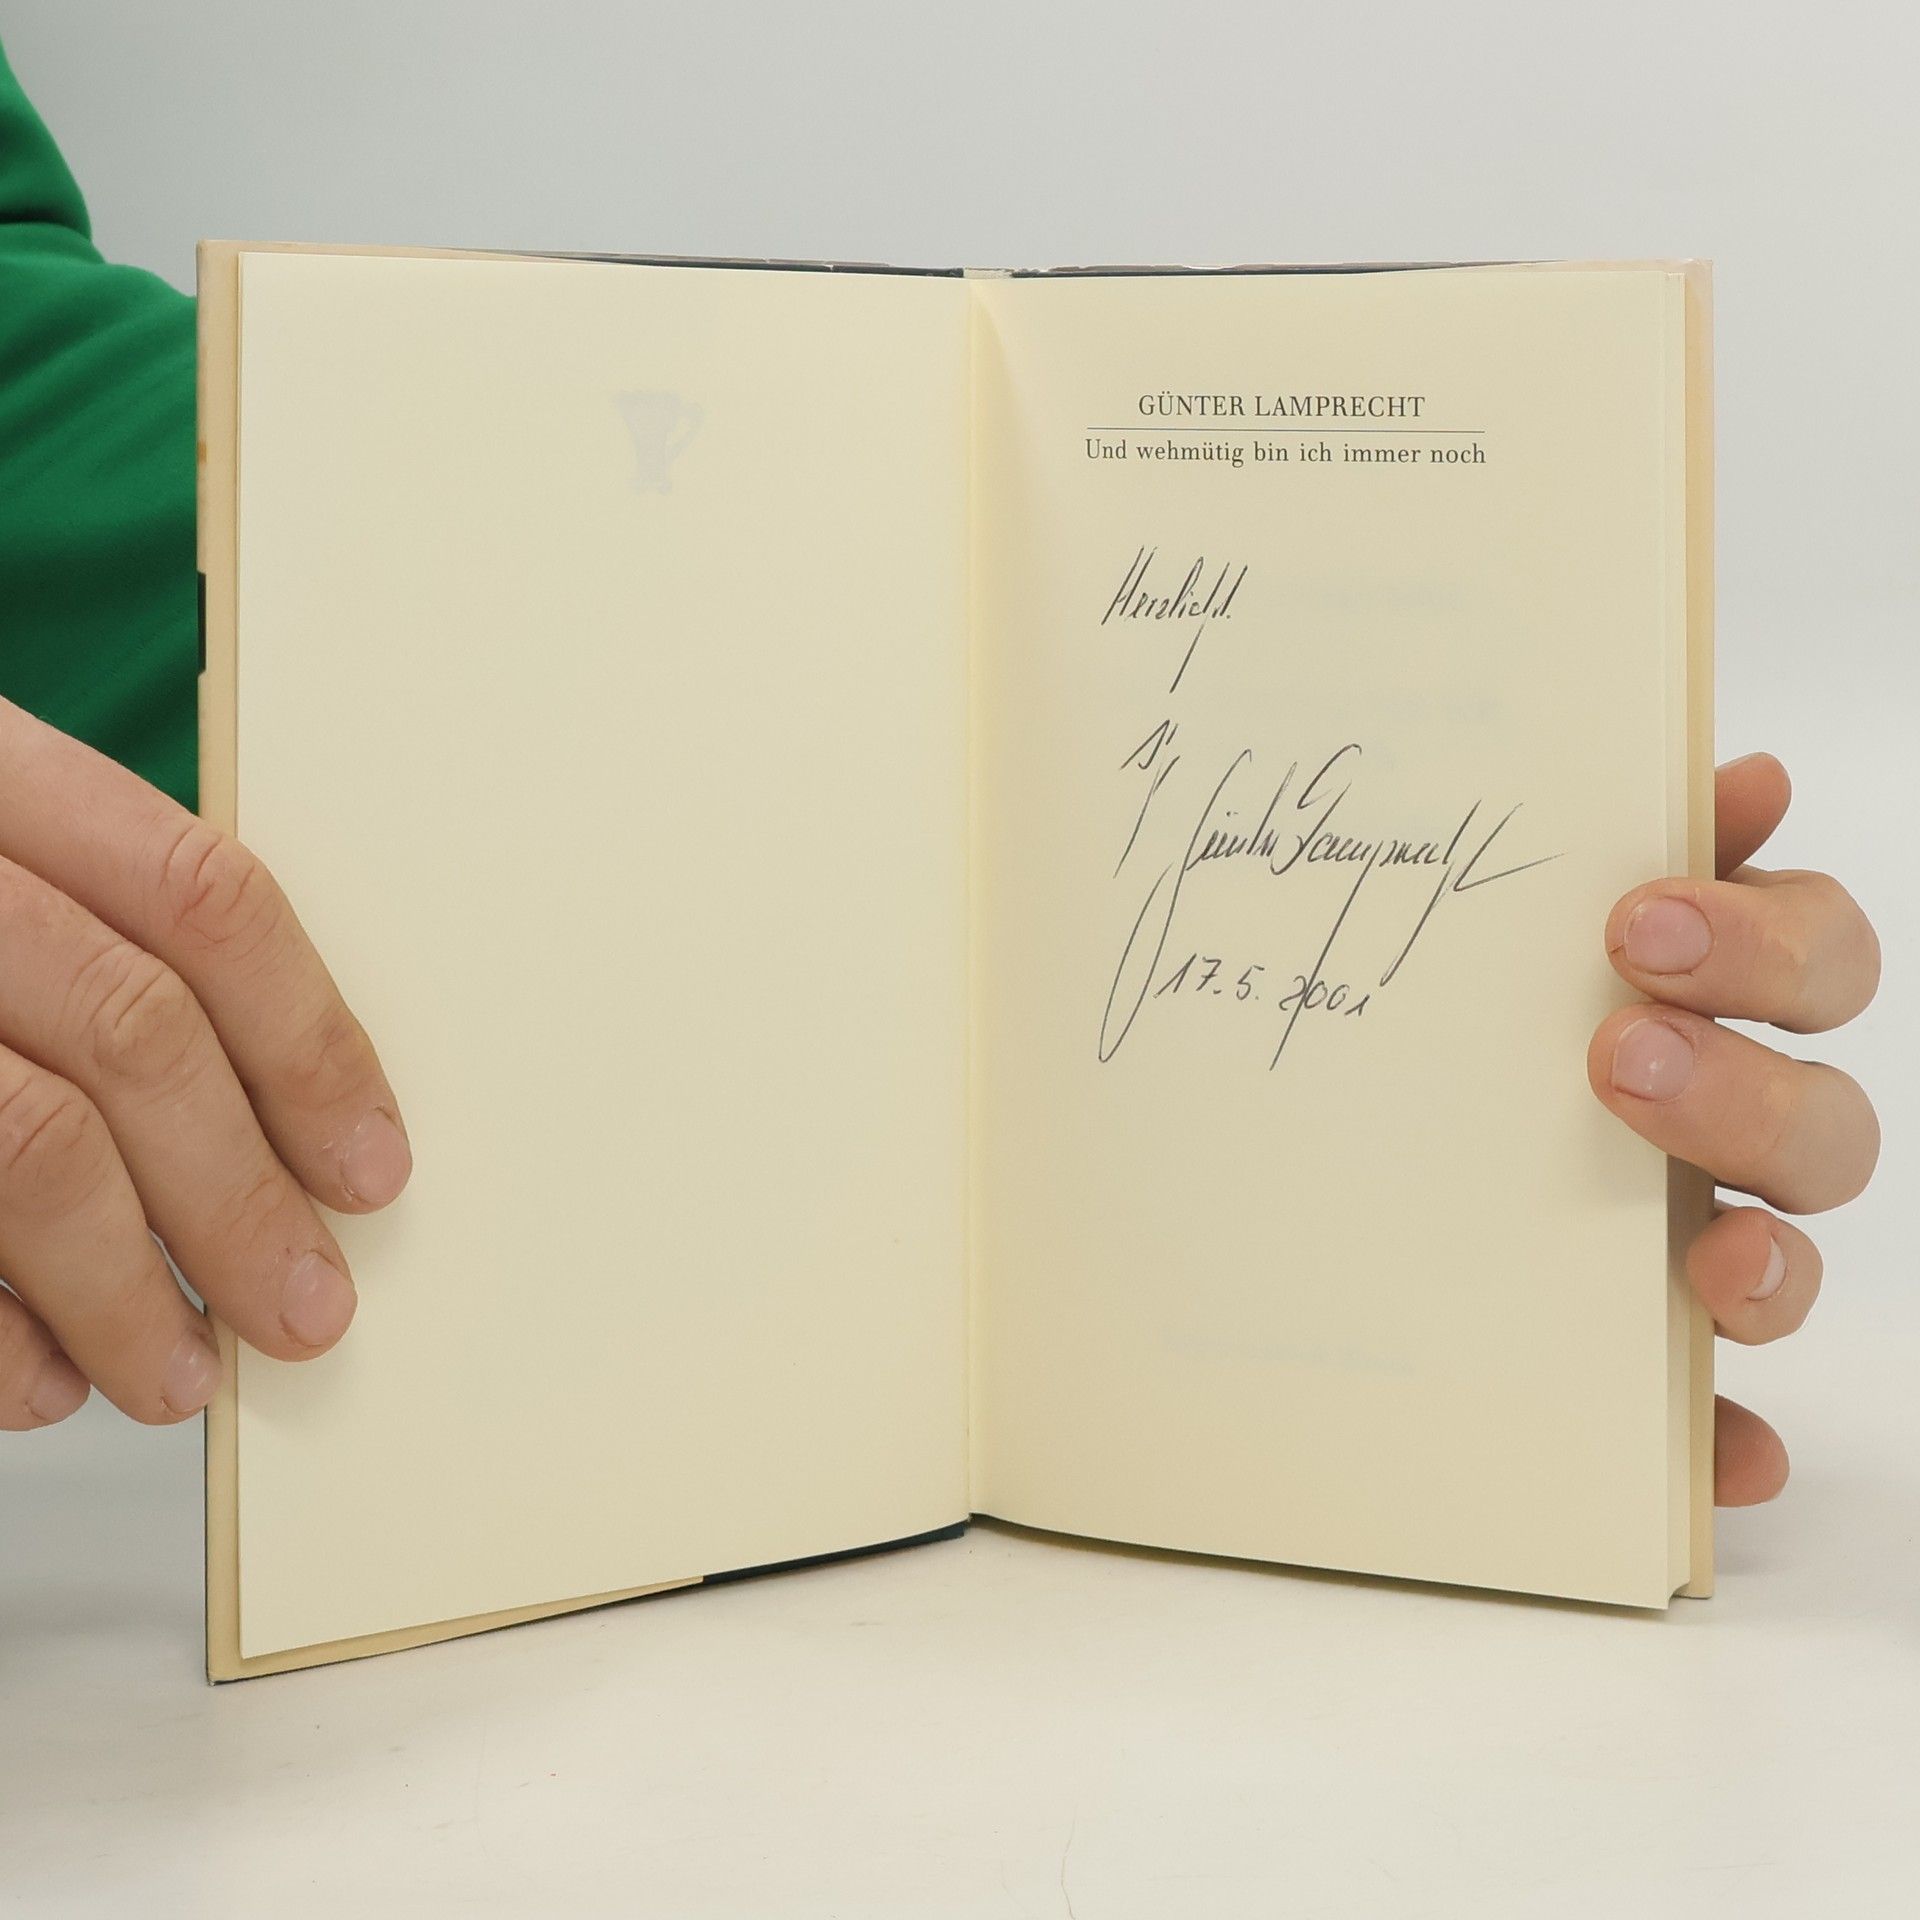 GÜNTER LAMPRECHT
Und wehmütig bin ich immer noch
Herzlichst.
Günter Lamprecht
17.5.2001